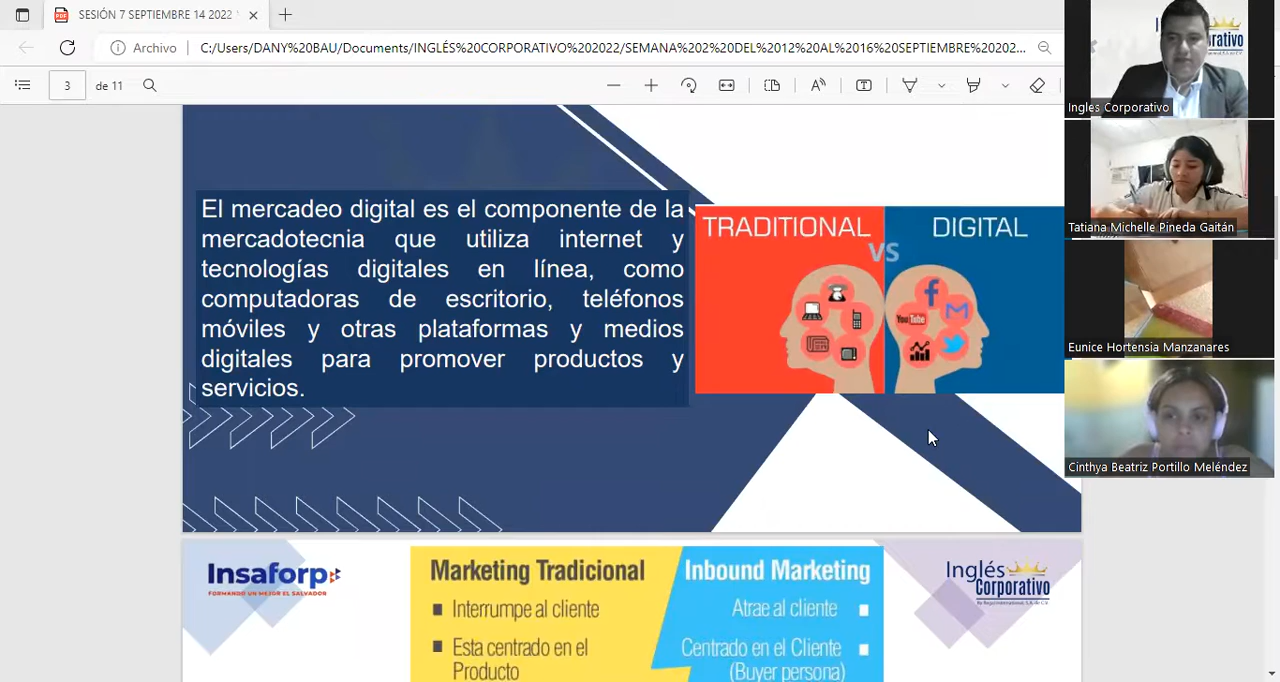 SESIÓN 7 SEPTIEMBRE 14 2022
Archivo
C:/Users/DANY%20BAU/Documents/INGLÉS%20CORPORATIVO%202022/SEMANA%202%20DEL%2012%20AL%2016%20SEPTIEMBRE%20202...
3
de 11
El mercadeo digital es el componente de la
mercadotecnia que utiliza internet y
tecnologías digitales en línea, como
computadoras de escritorio, teléfonos
móviles y otras plataformas y medios
digitales para promover productos y
servicios.
TRADITIONAL
VS
DIGITAL
YouTube
Insaforp
FORMANDO UN MEJOR EL SALVADOR
Marketing Tradicional
Interrumpe al cliente
Esta centrado en el
Producto
Inbound Marketing
Atrae al cliente
Centrado en el Cliente
(Buyer persona)
Inglés
Corporativo
Ingles Corporativo
Tatiana Michelle Pineda Gaitán
Eunice Hortensia Manzanares
Cinthya Beatriz Portillo Meléndez